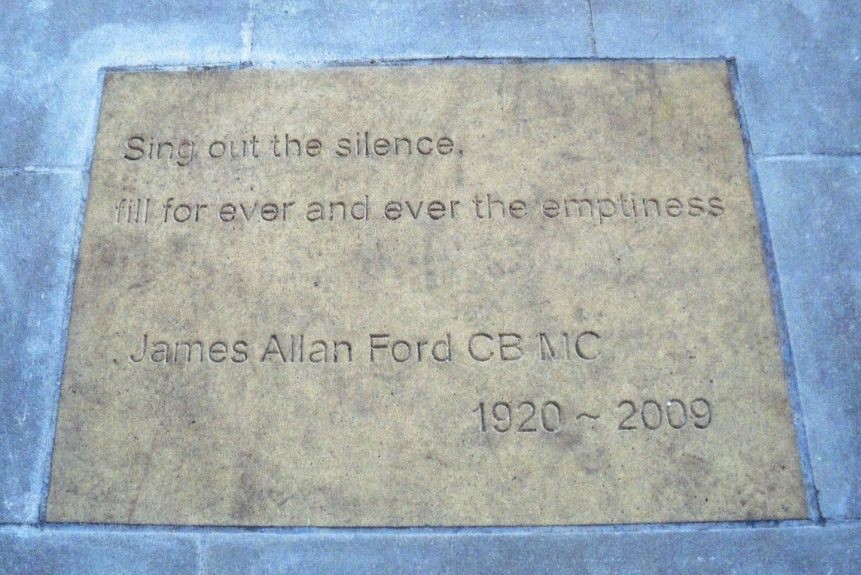 Sing out the silence,
fill for ever and ever the emptiness
James Allan Ford CB MC
1920 ~ 2009